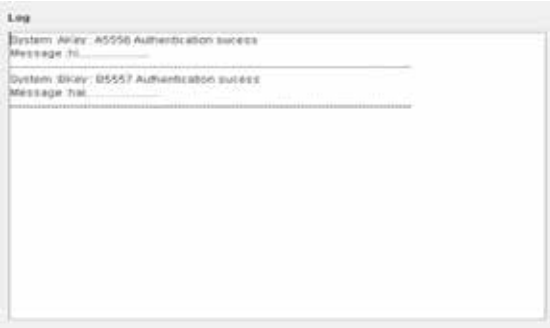 Log
System :AKey: A5556 Authentication sucess
Message :hi......................
System :BKey: B5557 Authentication sucess
Message :hai......................